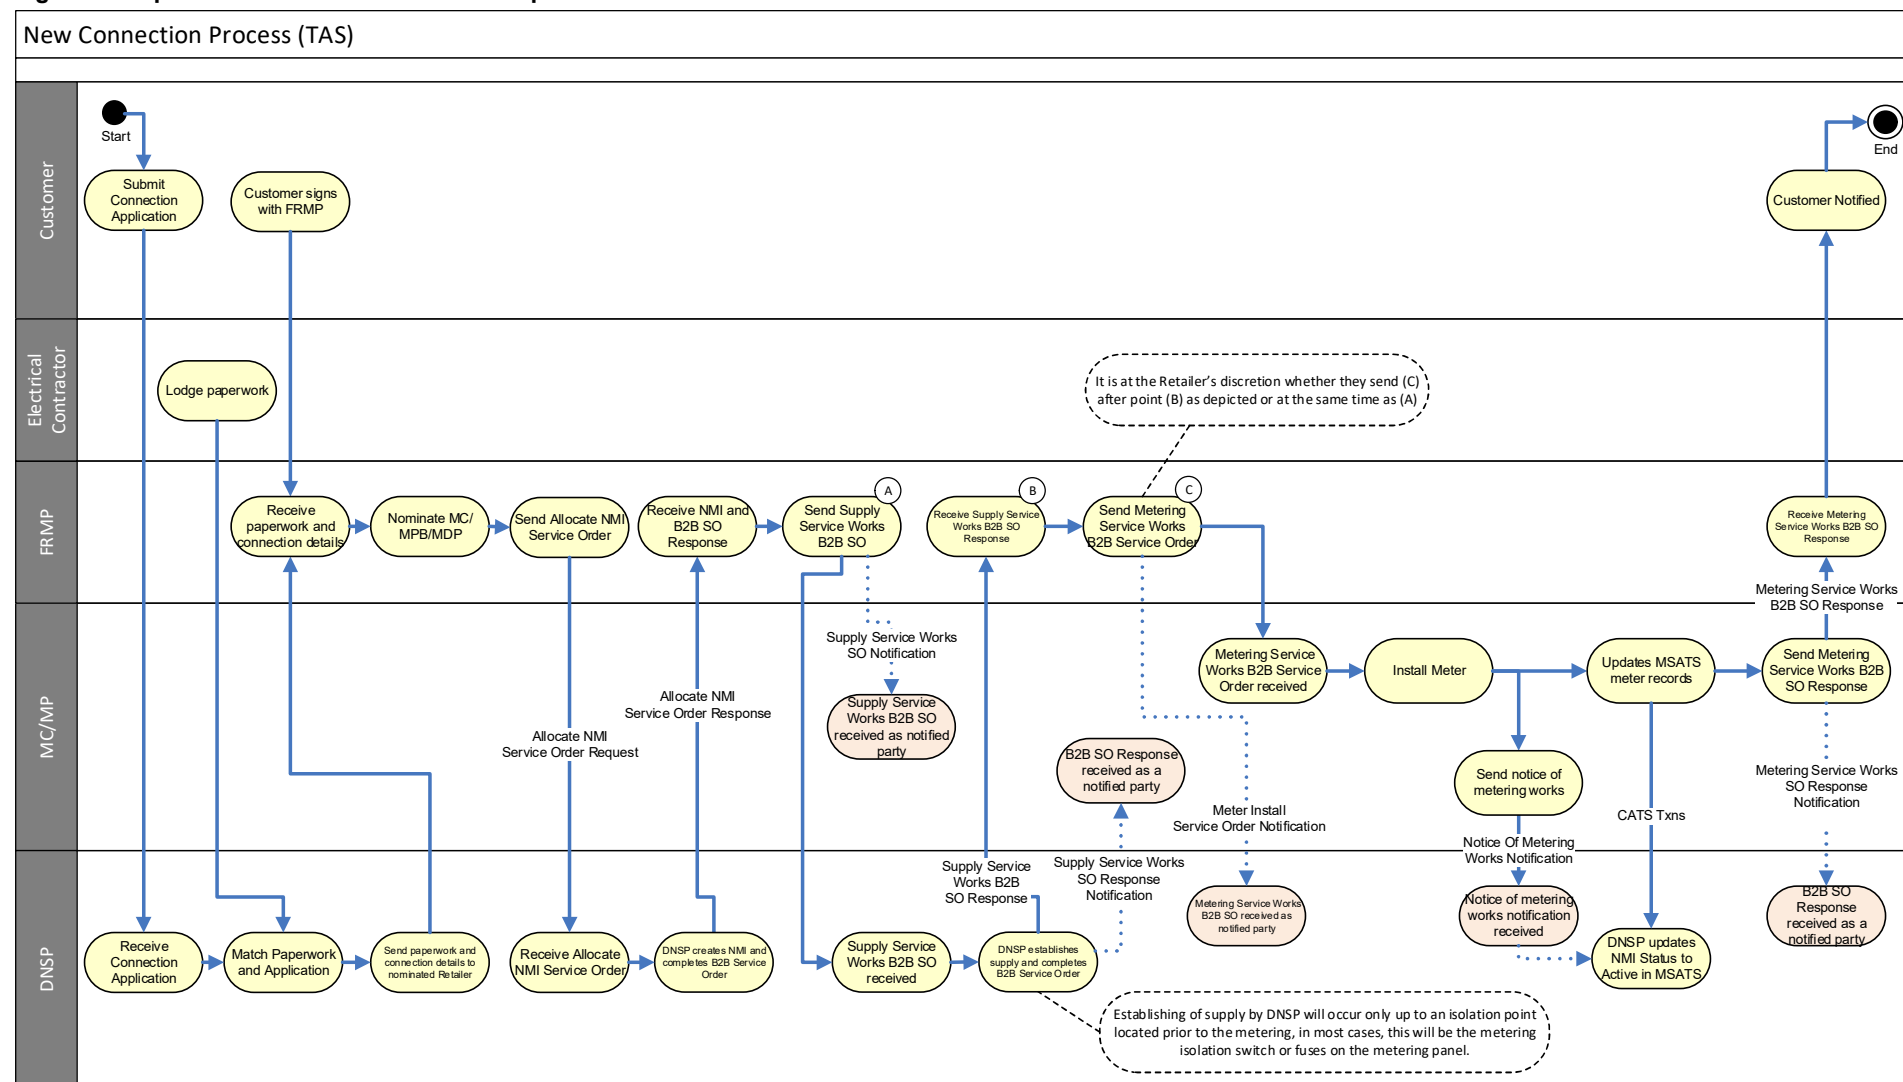 New Connection Process (TAS)
Customer
Start
Submit
Connection
Application
Customer signs
with FRMP
Customer Notified
End
Electrical
Contractor
Lodge paperwork
It is at the Retailer’s discretion whether they send (C)
after point (B) as depicted or at the same time as (A)
FRMP
Receive
paperwork and
connection details
Nominate MC/
MPB/MDP
Send Allocate NMI
Service Order
Receive NMI and
B2B SO
Response
A
Send Supply
Service Works
B2B SO
B
Receive Supply Service
Works B2B SO
Response
C
Send Metering
Service Works
B2B Service Order
Receive Metering
Service Works B2B SO
Response
Metering Service Works
B2B SO Response
MC/MP
Supply Service Works
SO Notification
Supply Service
Works B2B SO
received as notified
party
Allocate NMI
Service Order Response
Allocate NMI
Service Order Request
B2B SO Response
received as a
notified party
Metering Service
Works B2B Service
Order received
Install Meter
Updates MSATS
meter records
Send Metering
Service Works B2B
SO Response
Send notice of
metering works
Meter Install
Service Order Notification
CATS Txns
Metering Service Works
SO Response
Notification
Notice Of Metering
Works Notification
DNSP
Supply Service
Works B2B
SO Response
Supply Service Works
SO Response
Notification
Receive
Connection
Application
Match Paperwork
and Application
Send paperwork and
connection details to
nominated Retailer
Receive Allocate
NMI Service Order
DNSP creates NMI and
completes B2B Service
Order
Supply Service
Works B2B SO
received
DNSP establishes
supply and completes
B2B Service Order
Metering Service Works
B2B SO received as
notified party
Notice of metering
works notification
received
DNSP updates
NMI Status to
Active in MSATS
B2B SO
Response
received as a
notified party
Establishing of supply by DNSP will occur only up to an isolation point
located prior to the metering, in most cases, this will be the metering
isolation switch or fuses on the metering panel.